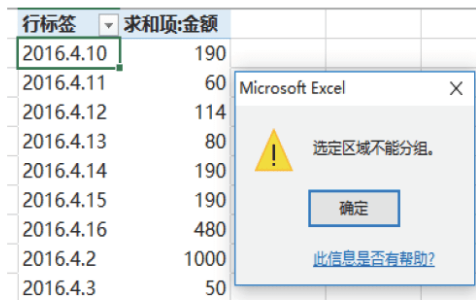 行标签 求和项:金额
2016.4.10 190
2016.4.11 60
2016.4.12 114
2016.4.13 80
2016.4.14 190
2016.4.15 190
2016.4.16 480
2016.4.2 1000
2016.4.3 50
Microsoft Excel
选定区域不能分组。
确定
此信息是否有帮助?